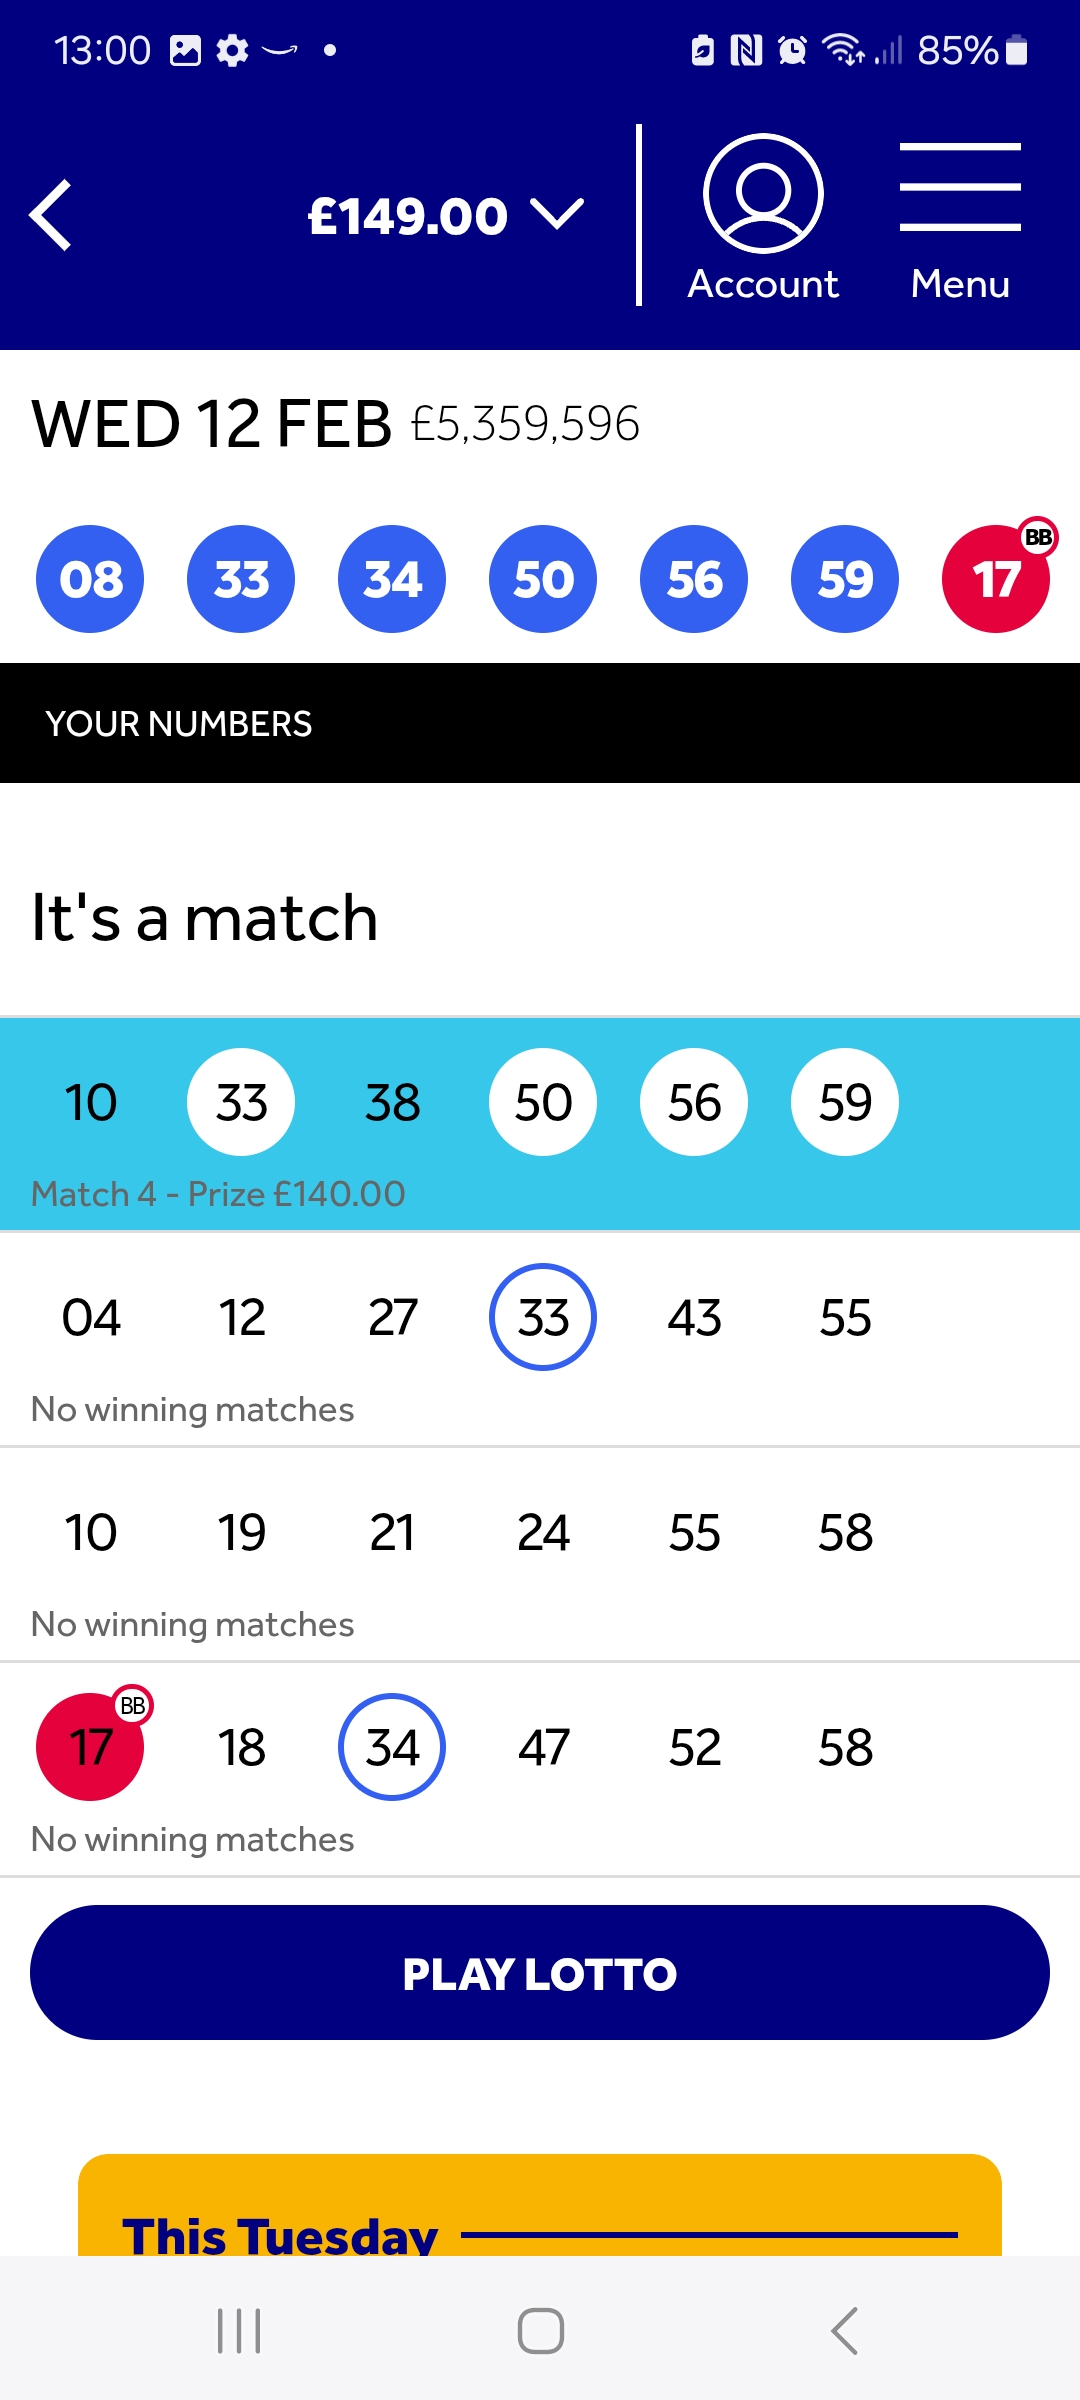 13:00 85%
£149.00
Account Menu
WED 12 FEB £5,359,596
08 33 34 50 56 59 17 BB
YOUR NUMBERS
It's a match
10 33 38 50 56 59
Match 4 - Prize £140.00
04 12 27 33 43 55
No winning matches
10 19 21 24 55 58
No winning matches
17 BB 18 34 47 52 58
No winning matches
PLAY LOTTO
This Tuesday